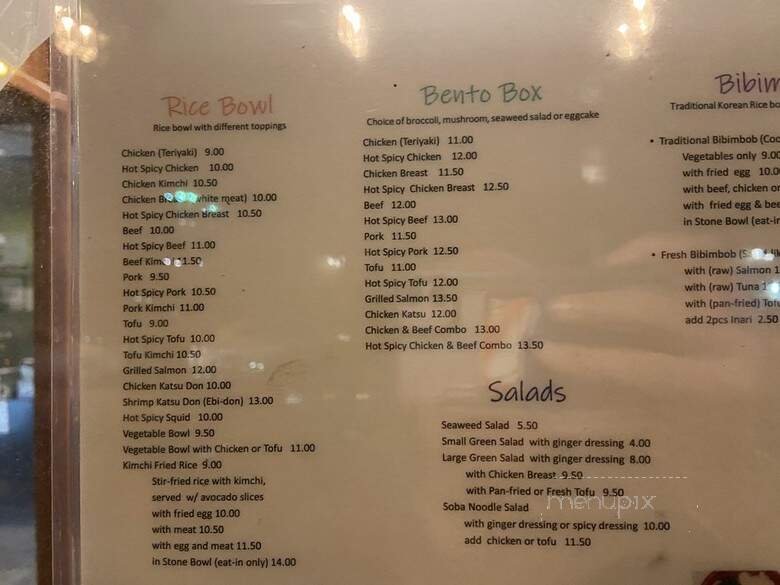 Rice Bowl
Rice bowl with different toppings
Chicken (Teriyaki) 9.00
Hot Spicy Chicken 10.00
Chicken Kimchi 10.50
Chicken (white meat) 10.00
Hot Spicy Chicken Breast 10.50
Beef 10.00
Hot Spicy Beef 11.00
Beef 11.50
Pork 9.50
Hot Spicy Pork 10.50
Pork Kimchi 11.00
Tofu 9.00
Hot Spicy Tofu 10.00
Tofu Kimchi 10.50
Grilled Salmon 12.00
Chicken Katsu Don 10.00
Shrimp Katsu Don (Ebi-don) 13.00
Hot Spicy Squid 10.00
Vegetable Bowl 9.50
Vegetable Bowl with Chicken or Tofu 11.00
Kimchi Fried Rice 9.00
Stir-fried rice with kimchi,
served w/ avocado slices
with fried egg 10.00
with meat 10.50
with egg and meat 11.50
in Stone Bowl (eat-in only) 14.00
Bento Box
Choice of broccoli, mushroom, seaweed salad or eggcake
Chicken (Teriyaki) 11.00
Hot Spicy Chicken 12.00
Chicken Breast 11.50
Hot Spicy Chicken Breast 12.50
Beef 12.00
Hot Spicy Beef 13.00
Pork 11.50
Hot Spicy Pork 12.50
Tofu 11.00
Hot Spicy Tofu 12.00
Grilled Salmon 13.50
Chicken Katsu 12.00
Chicken & Beef Combo 13.00
Hot Spicy Chicken & Beef Combo 13.50
Salads
Seaweed Salad 5.50
Small Green Salad with ginger dressing 4.00
Large Green Salad with ginger dressing 8.00
with Chicken Breast 9.50
with Pan-fried or Fresh Tofu 9.50
Soba Noodle Salad
with ginger dressing or spicy dressing 10.00
add chicken or tofu 11.50
menupix
Bibim
Traditional Korean Rice
• Traditional Bibimbob
Vegetables only 9.00
with fried egg 10.0
with beef, chicken or
with fried egg & bee
in Stone Bowl (eat-in
• Fresh Bibimbob
with (raw) Salmon 1
with (raw) Tuna 1
with (pan-fried) Tofu
add 2pcs Inari 2.50